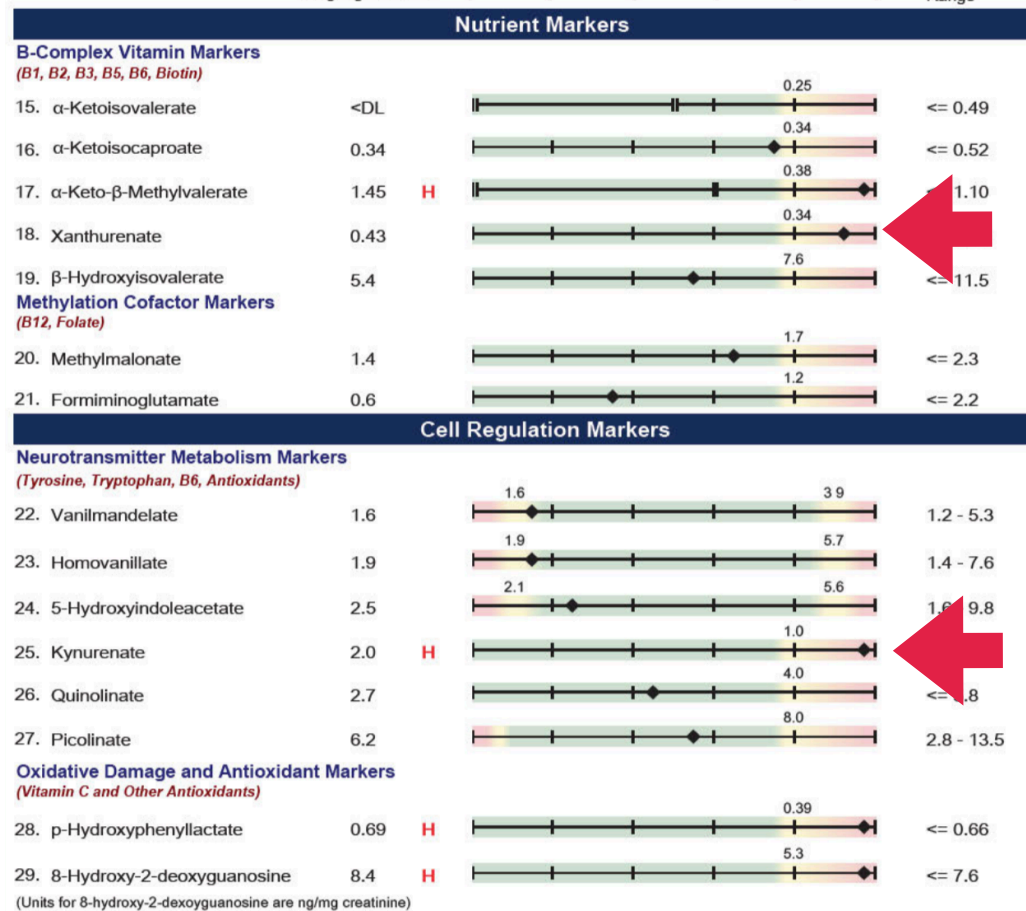 Nutrient Markers
B-Complex Vitamin Markers
(B1, B2, B3, B5, B6, Biotin)
0.25
15. α-Ketoisovalerate <DL <= 0.49
0.34
16. α-Ketoisocaproate 0.34 <= 0.52
0.38
17. α-Keto-β-Methylvalerate 1.45 H 1.10
0.34
18. Xanthurenate 0.43
7.6
19. β-Hydroxyisovalerate 5.4 <= 11.5
Methylation Cofactor Markers
(B12, Folate)
1.7
20. Methylmalonate 1.4 <= 2.3
1.2
21. Formiminoglutamate 0.6 <= 2.2
Cell Regulation Markers
Neurotransmitter Metabolism Markers
(Tyrosine, Tryptophan, B6, Antioxidants)
1.6 3 9
22. Vanilmandelate 1.6 1.2 - 5.3
1.9 5.7
23. Homovanillate 1.9 1.4 - 7.6
2.1 5.6
24. 5-Hydroxyindoleacetate 2.5 9.8
1.0
25. Kynurenate 2.0 H
4.0
26. Quinolinate 2.7 <=
8.0
27. Picolinate 6.2 2.8 - 13.5
Oxidative Damage and Antioxidant Markers
(Vitamin C and Other Antioxidants)
0.39
28. p-Hydroxyphenyllactate 0.69 H <= 0.66
5.3
29. 8-Hydroxy-2-deoxyguanosine 8.4 H <= 7.6
(Units for 8-hydroxy-2-dexoyguanosine are ng/mg creatinine)